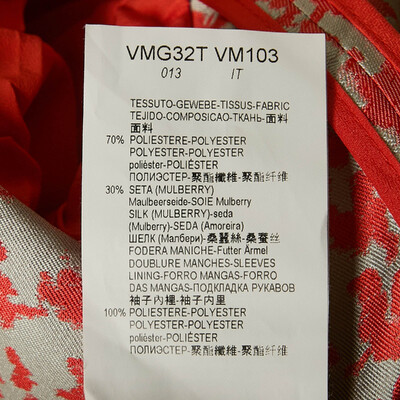 VMG32T VM103
013 IT
TESSUTO-GEWEBE-TISSUS-FABRIC
TEJIDO-COMPOSICAO-ТКАНЬ-面料
面料
70% POLIESTERE-POLYESTER
POLYESTER-POLYESTER
poliéster-POLIÉSTER
ПОЛИЭСТЕР-聚酯纖維-聚酯纤维
30% SETA (MULBERRY)
Maulbeerseide-SOIE Mulberry
SILK (MULBERRY)-seda
(Mulberry)-SEDA (Amoreira)
ШЕЛК (Малбери)-桑蠶絲-桑蚕丝
FODERA MANICHE-Futter Ärmel
DOUBLURE MANCHES-SLEEVES
LINING-FORRO MANGAS-FORRO
DAS MANGAS-ПОДКЛАДКА РУКАВОВ
袖子內裡-袖子内里
100% POLIESTERE-POLYESTER
POLYESTER-POLYESTER
poliéster-POLIÉSTER
ПОЛИЭСТЕР-聚酯纖維-聚酯纤维